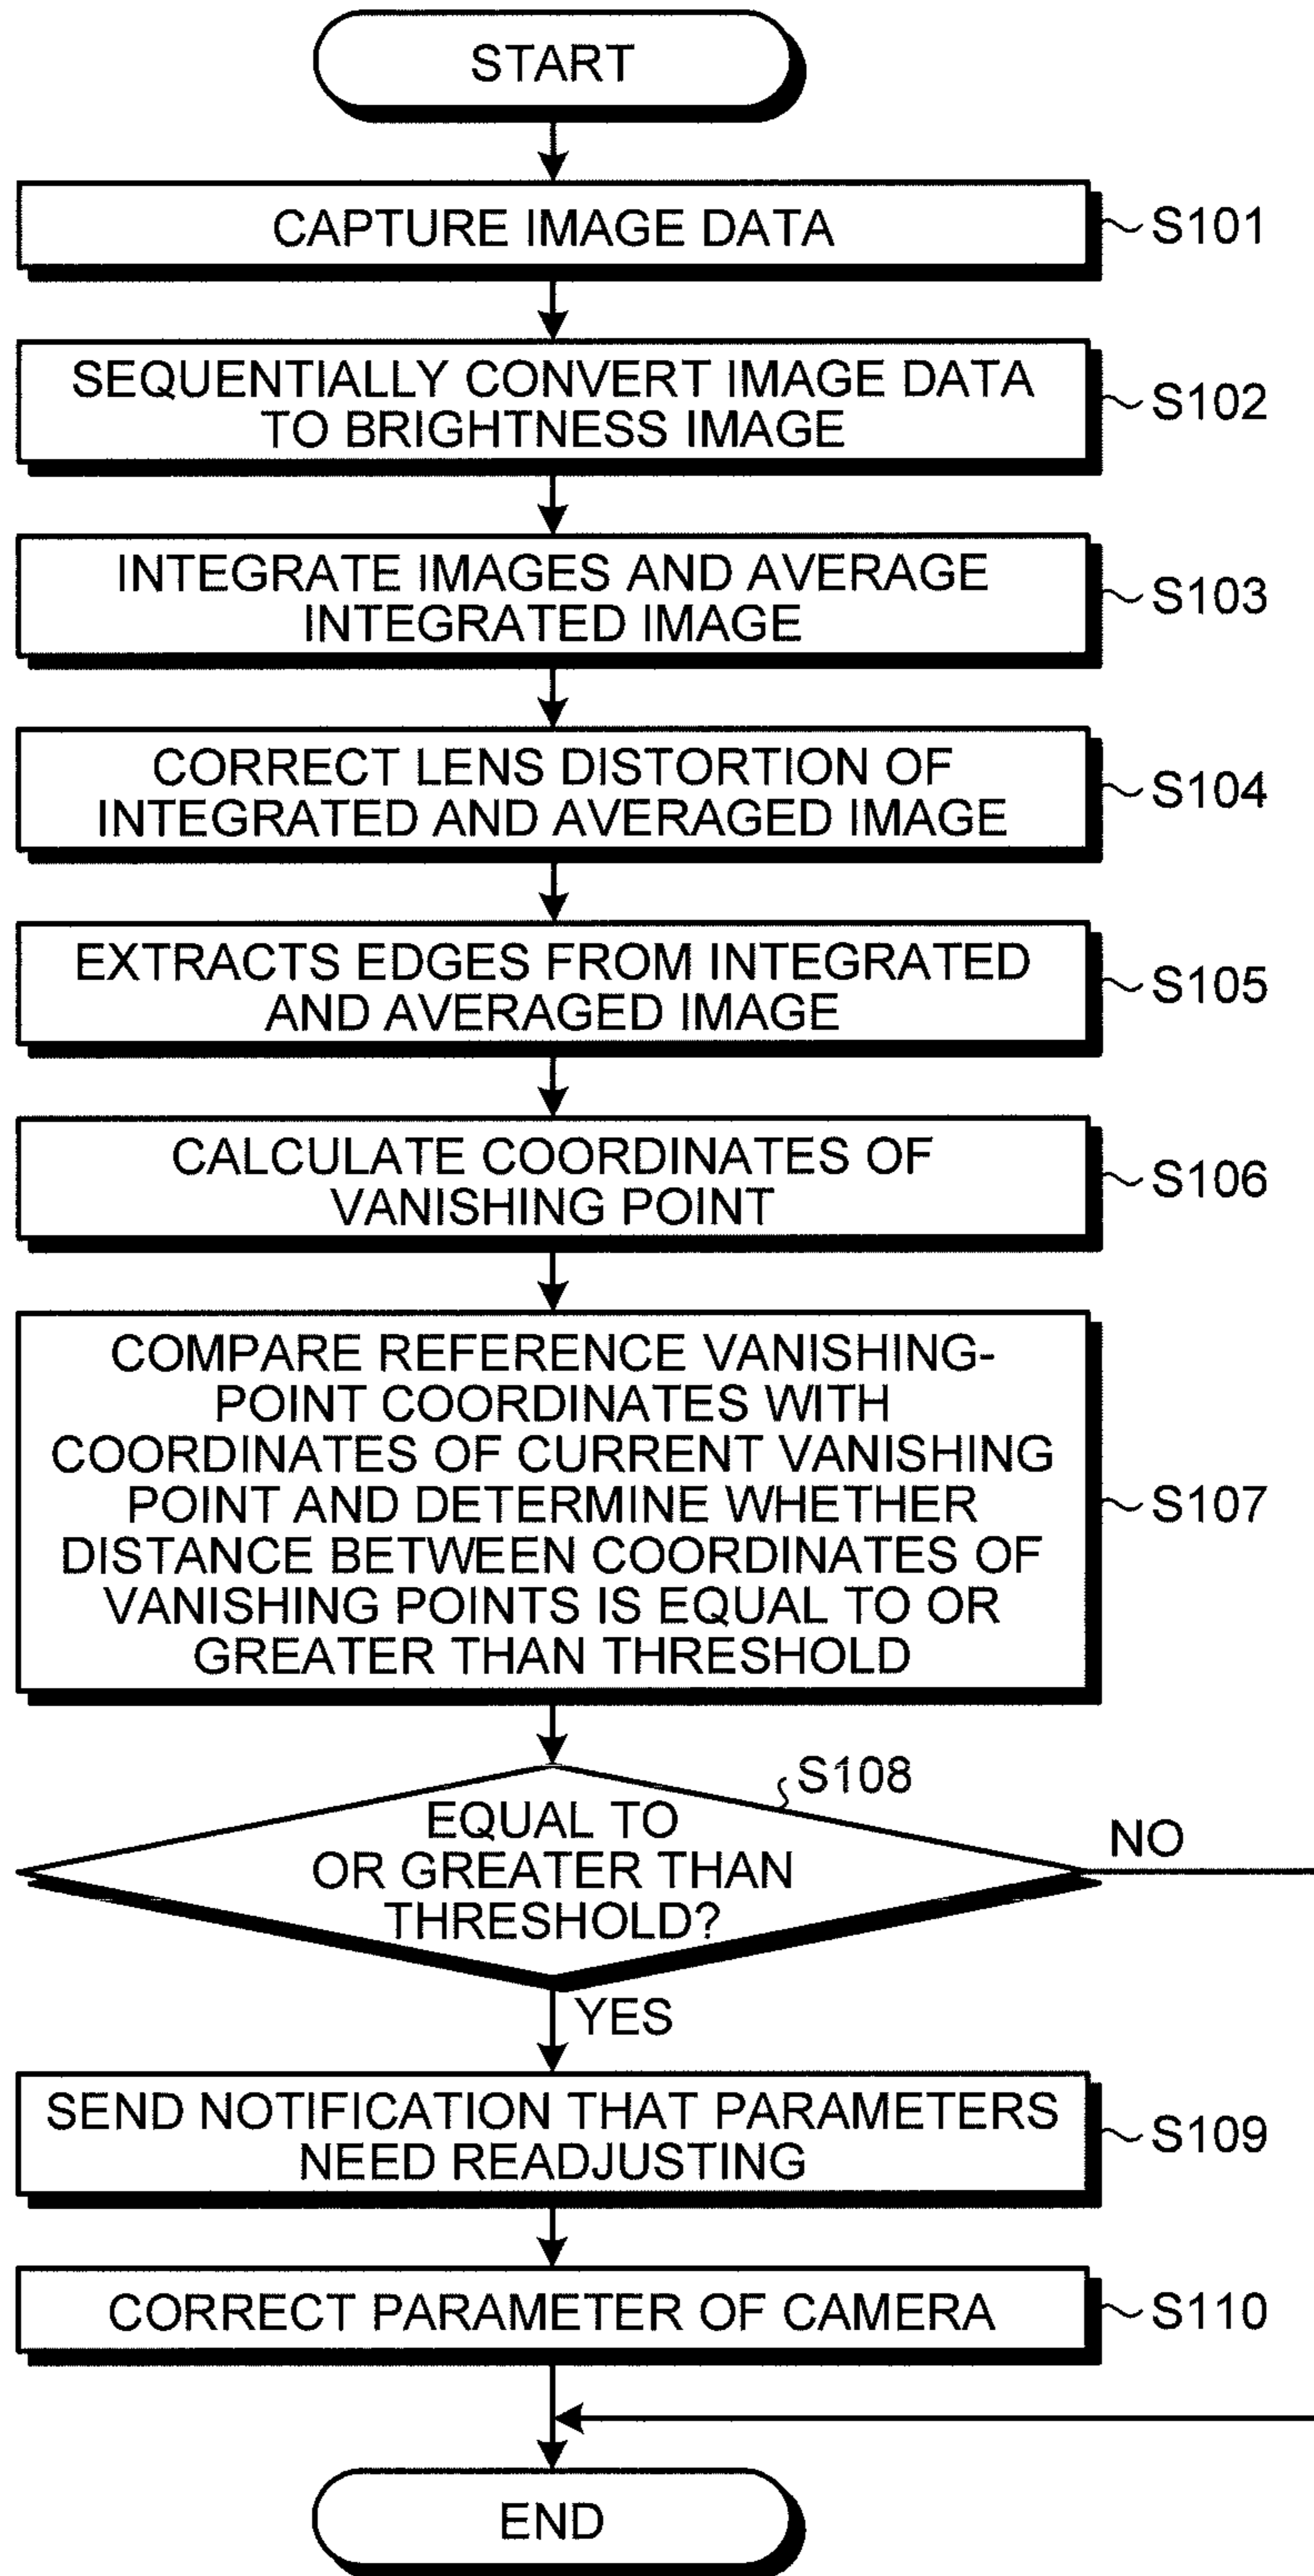 START
CAPTURE IMAGE DATA
S101
SEQUENTIALLY CONVERT IMAGE DATA
TO BRIGHTNESS IMAGE
S102
INTEGRATE IMAGES AND AVERAGE
INTEGRATED IMAGE
S103
CORRECT LENS DISTORTION OF
INTEGRATED AND AVERAGED IMAGE
S104
EXTRACTS EDGES FROM INTEGRATED
AND AVERAGED IMAGE
S105
CALCULATE COORDINATES OF
VANISHING POINT
S106
COMPARE REFERENCE VANISHING-
POINT COORDINATES WITH
COORDINATES OF CURRENT VANISHING
POINT AND DETERMINE WHETHER
DISTANCE BETWEEN COORDINATES OF
VANISHING POINTS IS EQUAL TO OR
GREATER THAN THRESHOLD
S107
S108
EQUAL TO
OR GREATER THAN
THRESHOLD?
NO
YES
SEND NOTIFICATION THAT PARAMETERS
NEED READJUSTING
S109
CORRECT PARAMETER OF CAMERA
S110
END